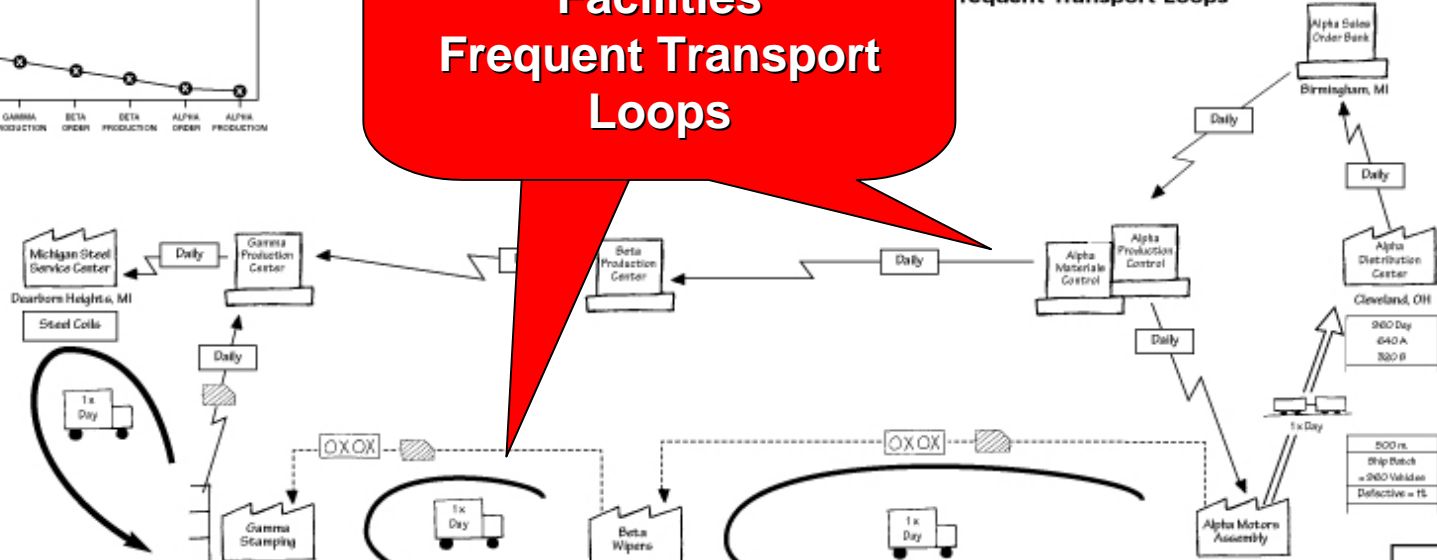 Facilities
Frequent Transport
Loops
requent Transport Loops
GAMMA
BETA
ORDER
BETA
PRODUCTION
ALPHA
ORDER
ALPHA
PRODUCTION
Alpha Sales
Order Bank
Birmingham, MI
Daily
Daily
Michigan Steel
Service Center
Dearborn Heights, MI
Steel Coils
Daily
Gamma
Production
Center
Beta
Production
Center
Daily
Alpha
Materials
Control
Alpha
Production
Control
Alpha
Distribution
Center
Cleveland, OH
960 Day
640 A
320 B
Daily
Daily
1 x
Day
OXOX
OXOX
1 x Day
500 m.
Ship Batch
= 960 Vehicles
Gamma
Stamping
1 x
Day
Beta
Wipers
1 x
Day
Alpha Motors
Assembly